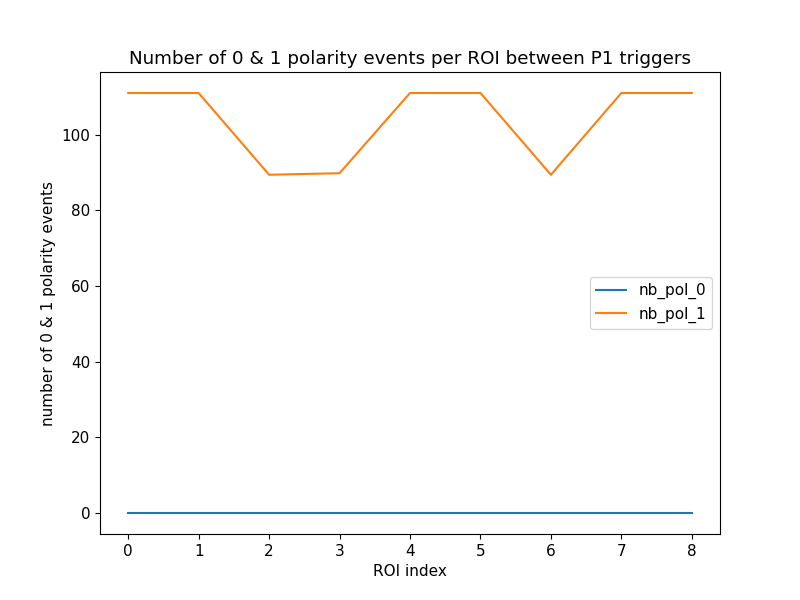 Number of 0 & 1 polarity events per ROI between P1 triggers
number of 0 & 1 polarity events
100
80
60
40
20
0
nb_pol_0
nb_pol_1
0 1 2 3 4 5 6 7 8
ROI index